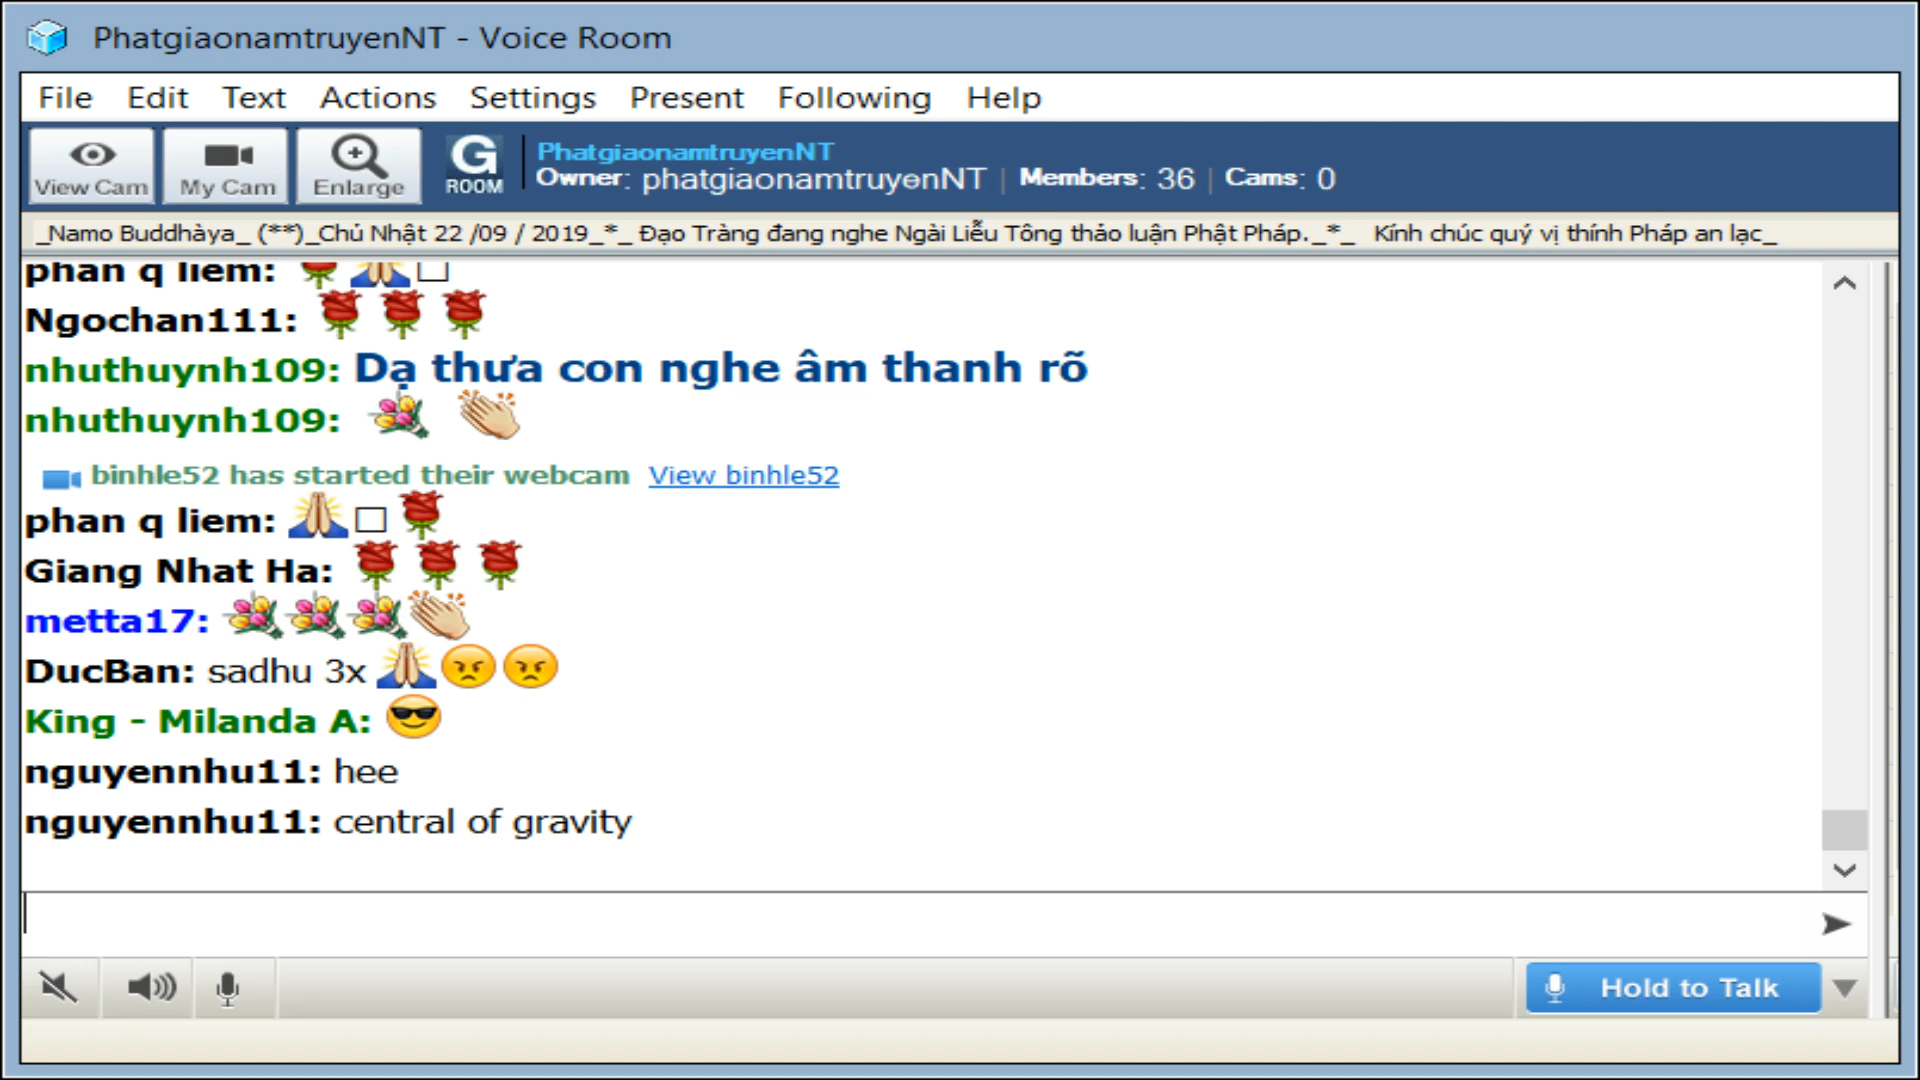 PhatgiaonamtruyenNT - Voice Room
File Edit Text Actions Settings Present Following Help
View Cam My Cam Enlarge G ROOM
PhatgiaonamtruyenNT
Owner: phatgiaonamtruyenNT | Members: 36 | Cams: 0
_Namo Buddhàya_ (**)_Chủ Nhật 22 /09 / 2019_*_ Đạo Tràng đang nghe Ngài Liễu Tông thảo luận Phật Pháp._*_ Kính chúc quý vị thính Pháp an lạc_
phan q liem: 🌹🙏□
Ngochan111: 🌹🌹🌹
nhuthuynh109: Dạ thưa con nghe âm thanh rõ
nhuthuynh109: 💐 👏
binhle52 has started their webcam View binhle52
phan q liem: 🙏□🌹
Giang Nhat Ha: 🌹🌹🌹
metta17: 💐💐💐👏
DucBan: sadhu 3x 🙏😠😠
King - Milanda A: 😎
nguyennhu11: hee
nguyennhu11: central of gravity
Hold to Talk